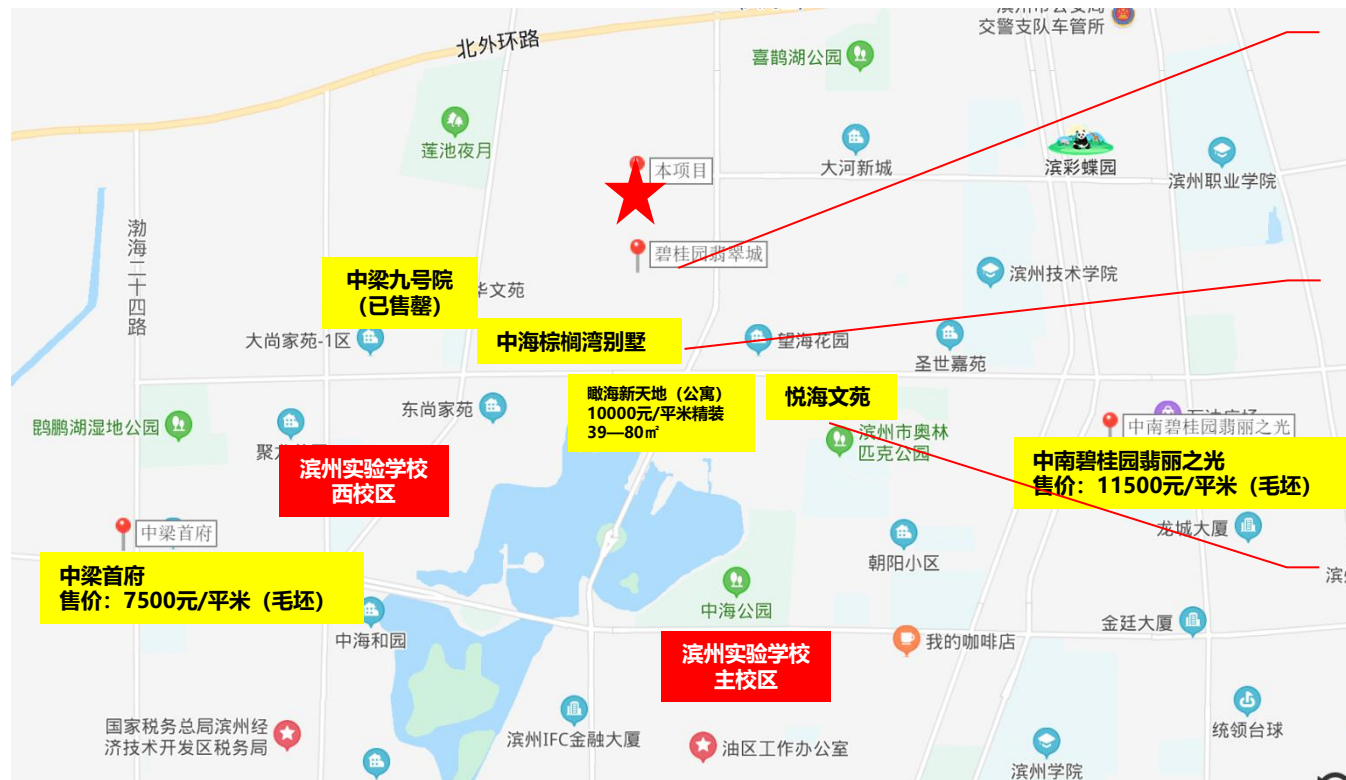 交警支队车管所
北外环路
喜鹊湖公园
莲池夜月
本项目
大河新城
滨彩蝶园
滨州职业学院
渤海二十四路
碧桂园翡翠城
中梁九号院
（已售罄）
华文苑
滨州技术学院
大尚家苑-1区
中海棕榈湾别墅
望海花园
圣世嘉苑
瞰海新天地（公寓）
10000元/平米精装
39—80㎡
悦海文苑
东尚家苑
鹍鹏湖湿地公园
滨州市奥林
匹克公园
中南碧桂园翡丽之光
滨州实验学校
西校区
中南碧桂园翡丽之光
售价：11500元/平米（毛坯）
中梁首府
龙城大厦
朝阳小区
中梁首府
售价：7500元/平米（毛坯）
中海公园
中海和园
金廷大厦
我的咖啡店
滨州实验学校
主校区
国家税务总局滨州经
济技术开发区税务局
滨州IFC金融大厦
油区工作办公室
统领台球
滨州学院